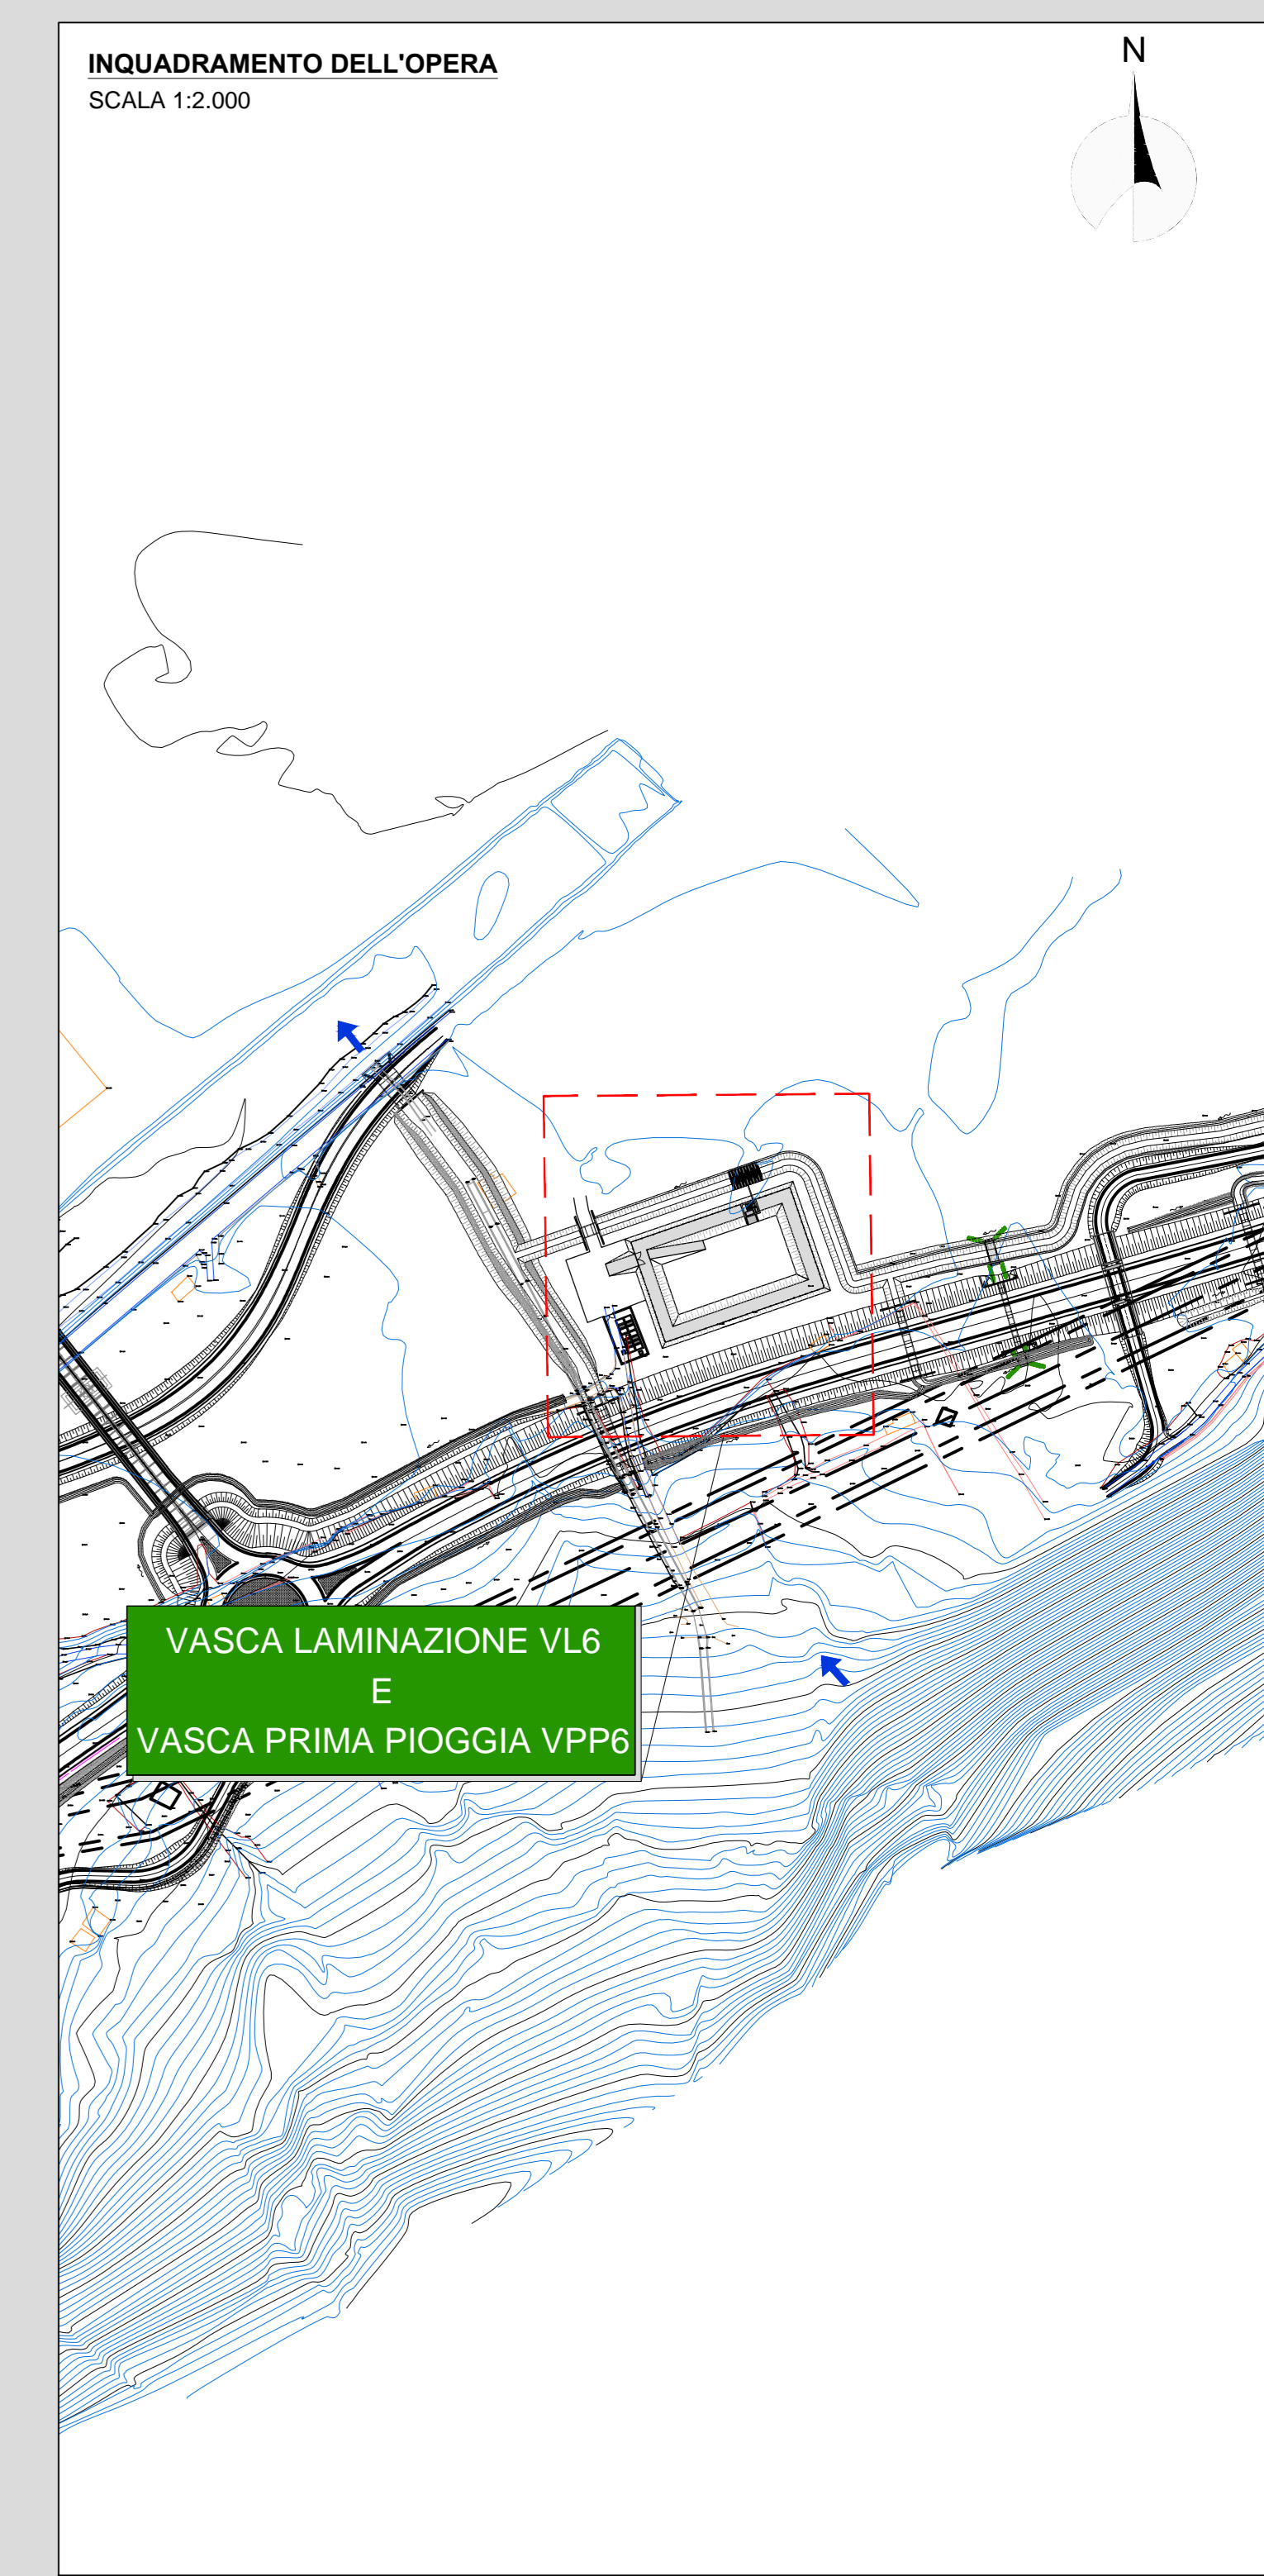 INQUADRAMENTO DELL'OPERA
SCALA 1:2.000
N
VASCA LAMINAZIONE VL6
E
VASCA PRIMA PIOGGIA VPP6